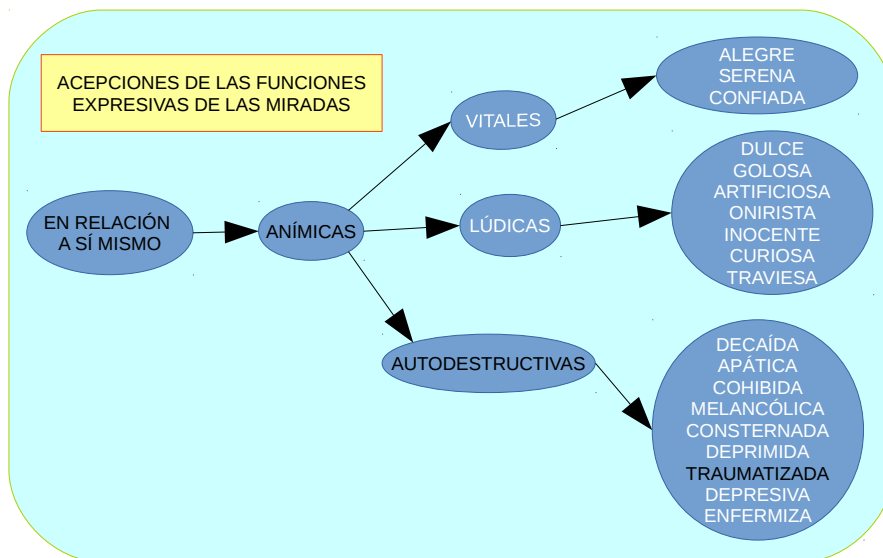 ACEPCIONES DE LAS FUNCIONES
EXPRESIVAS DE LAS MIRADAS
EN RELACIÓN
A SÍ MISMO
ANÍMICAS
VITALES
ALEGRE
SERENA
CONFIADA
LÚDICAS
DULCE
GOLOSA
ARTIFICIOSA
ONIRISTA
INOCENTE
CURIOSA
TRAVIESA
AUTODESTRUCTIVAS
DECAÍDA
APÁTICA
COHIBIDA
MELANCÓLICA
CONSTERNADA
DEPRIMIDA
TRAUMATIZADA
DEPRESIVA
ENFERMIZA